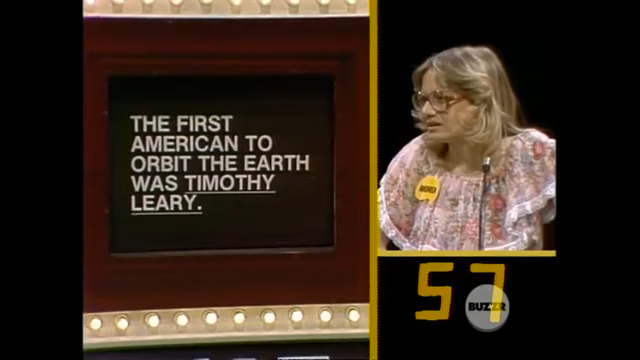 THE FIRST
AMERICAN TO
ORBIT THE EARTH
WAS TIMOTHY
LEARY.
57
BUZZR